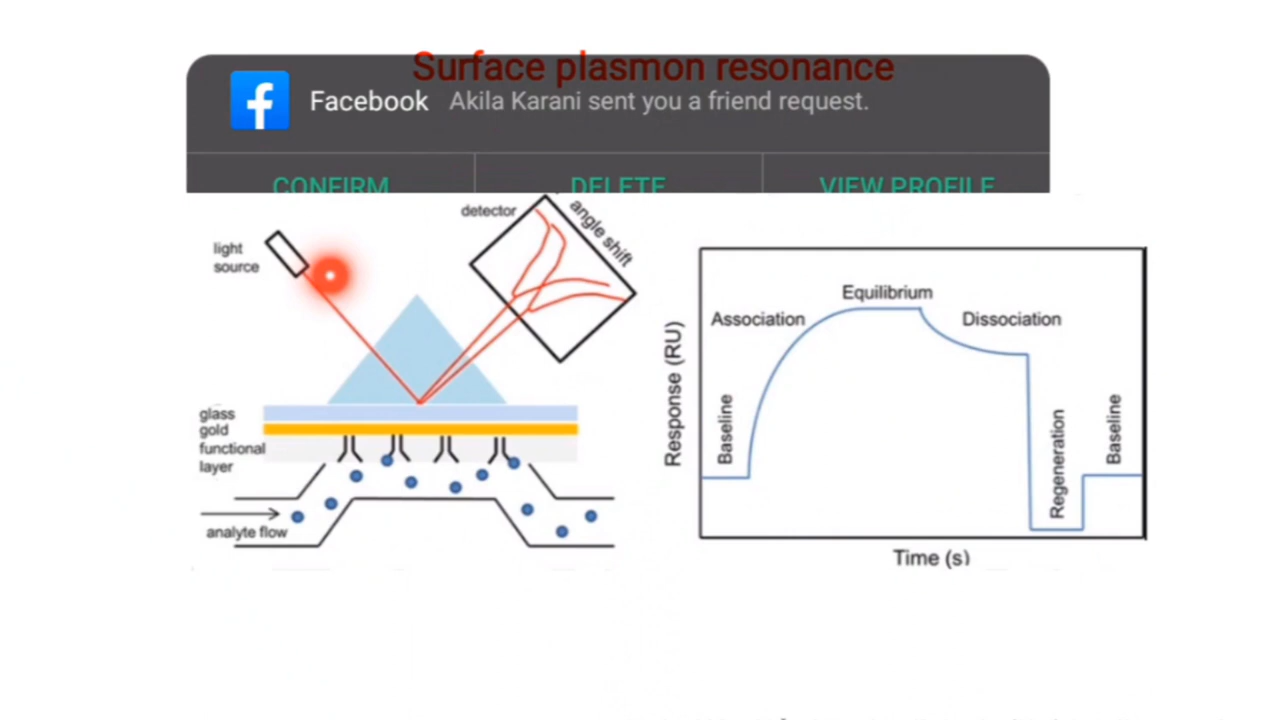 Surface plasmon resonance
Facebook Akila Karani sent you a friend request.
CONFIRM DELETE VIEW PROFILE
detector
angle shift
light
source
glass
gold
functional
layer
analyte flow
Response (RU)
Baseline
Association
Equilibrium
Dissociation
Regeneration
Baseline
Time (s)